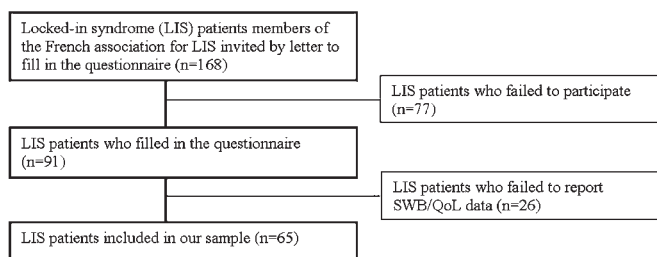 Locked-in syndrome (LIS) patients members of
the French association for LIS invited by letter to
fill in the questionnaire (n=168)
LIS patients who failed to participate
(n=77)
LIS patients who filled in the questionnaire
(n=91)
LIS patients who failed to report
SWB/QoL data (n=26)
LIS patients included in our sample (n=65)